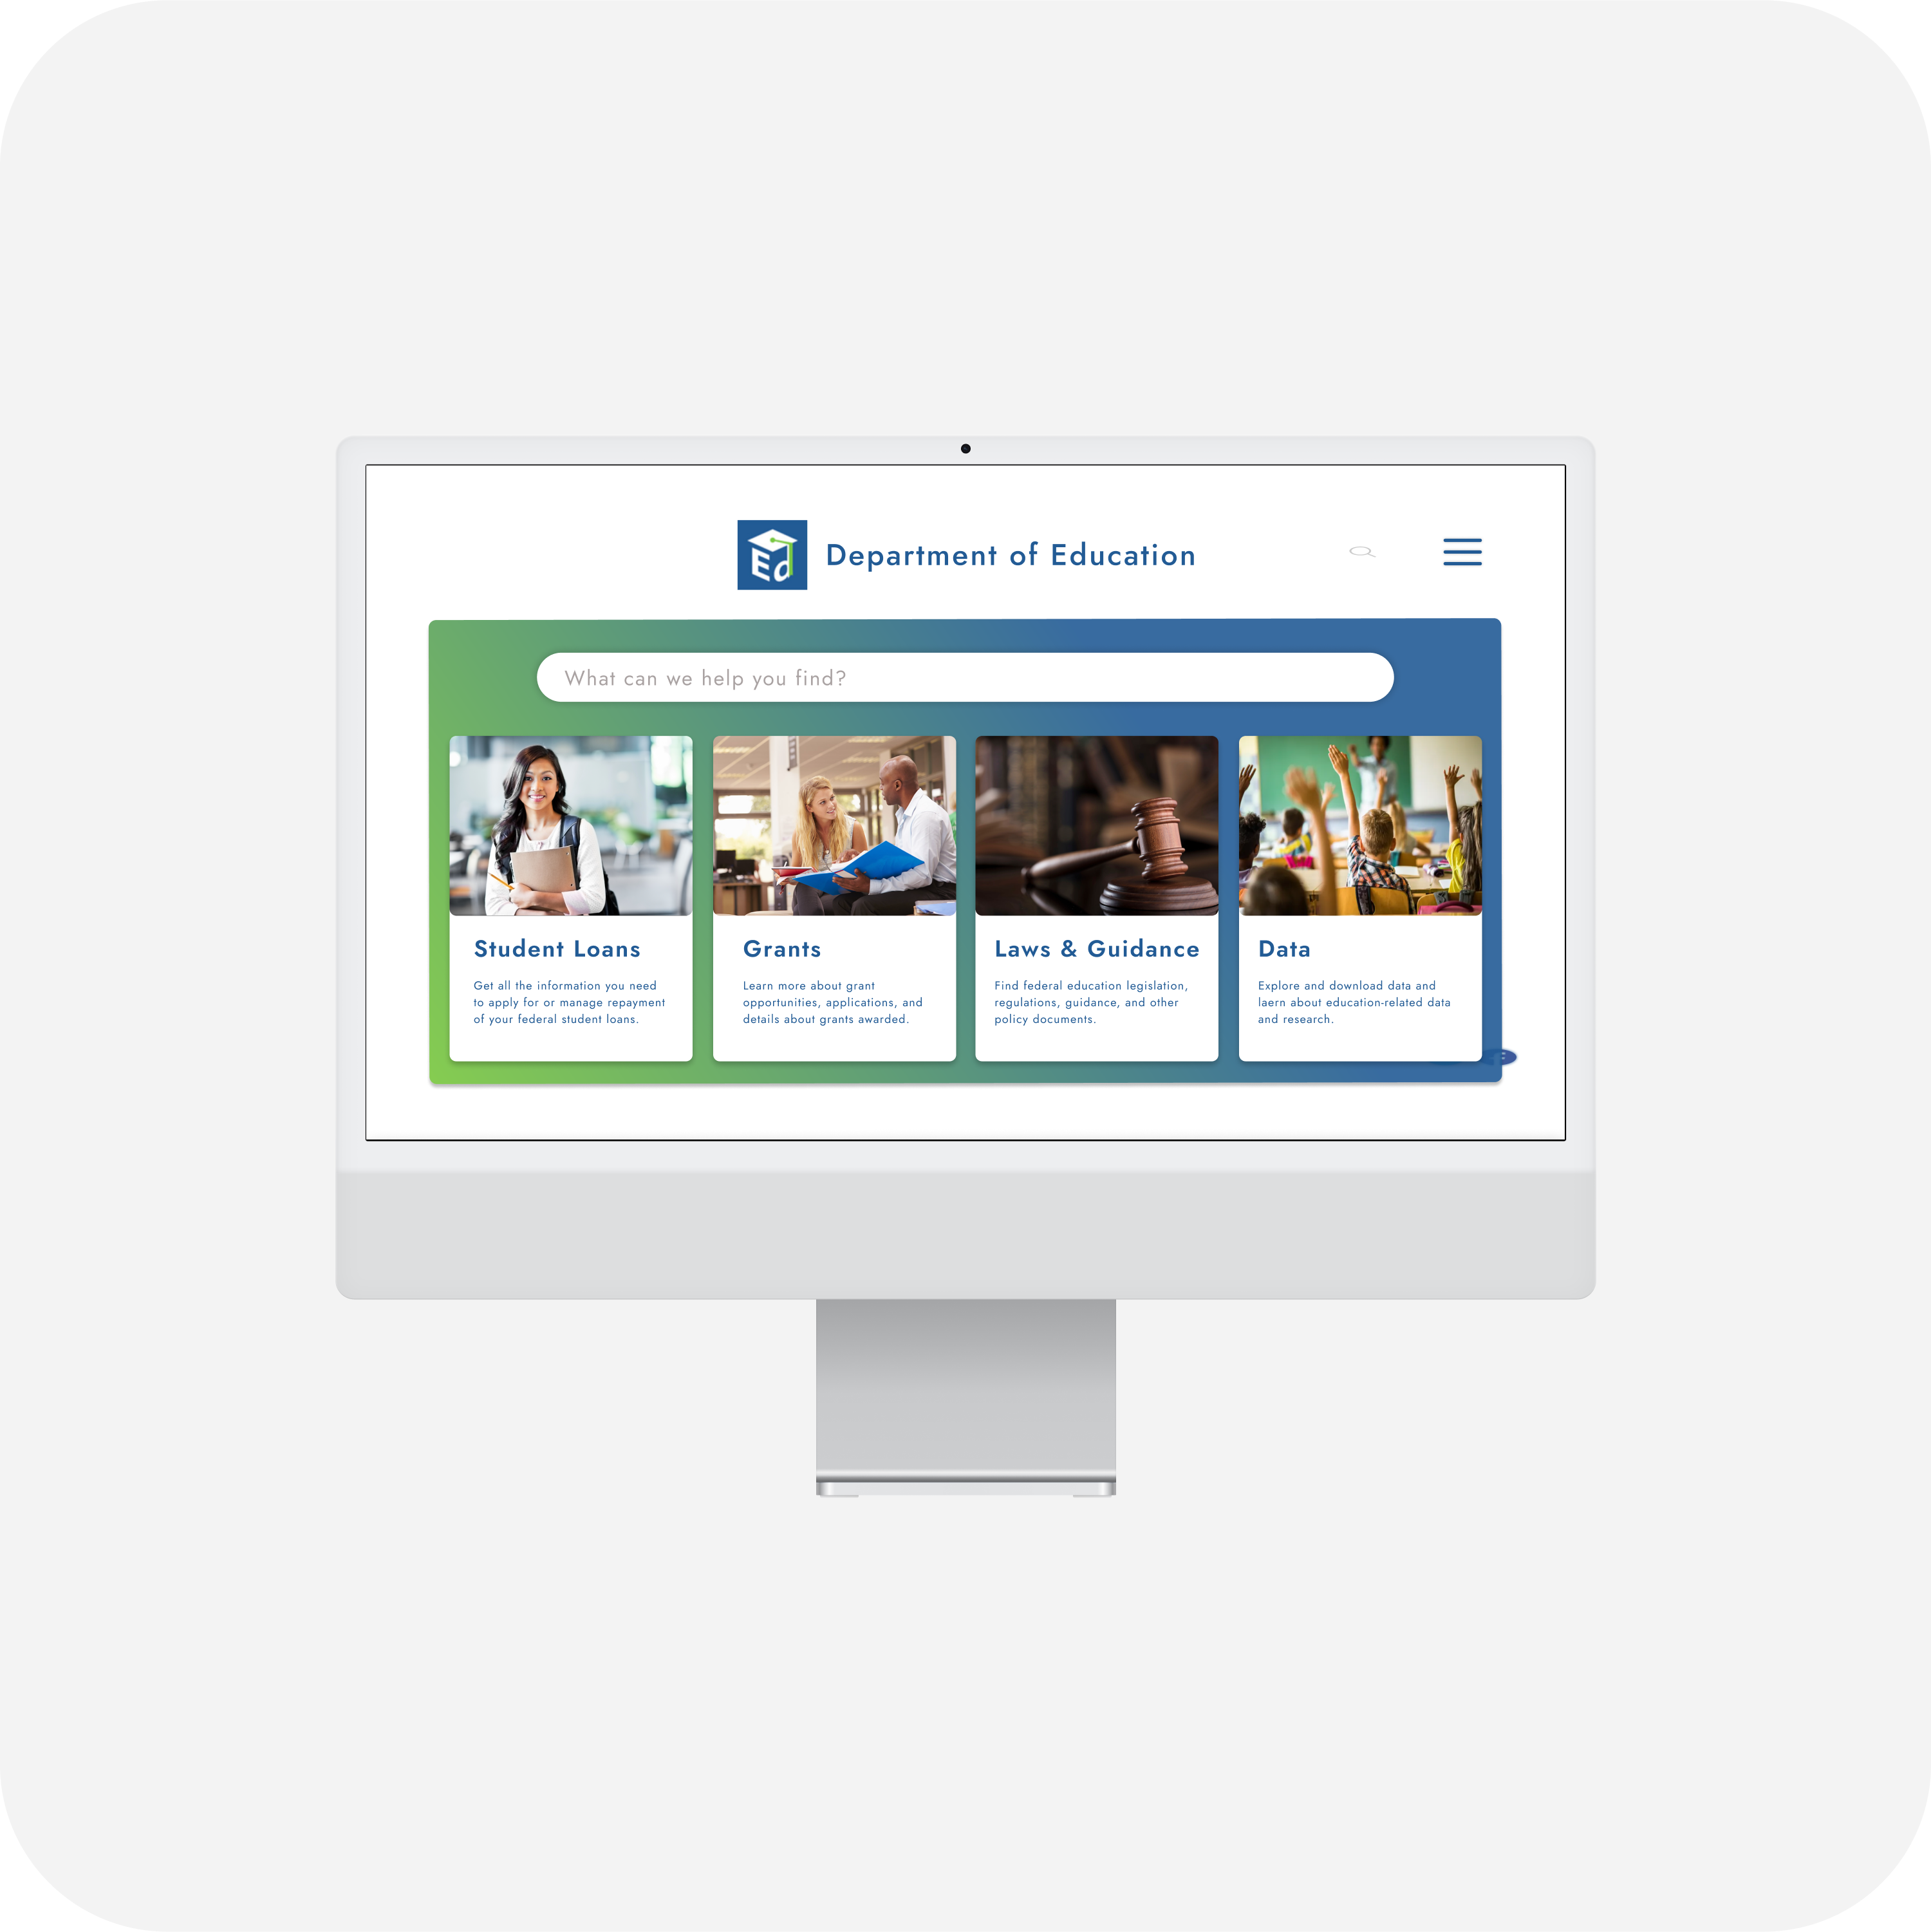 Ed
Department of Education
What can we help you find?
Student Loans
Get all the information you need
to apply for or manage repayment
of your federal student loans.
Grants
Learn more about grant
opportunities, applications, and
details about grants awarded.
Laws & Guidance
Find federal education legislation,
regulations, guidance, and other
policy documents.
Data
Explore and download data and
laern about education-related data
and research.